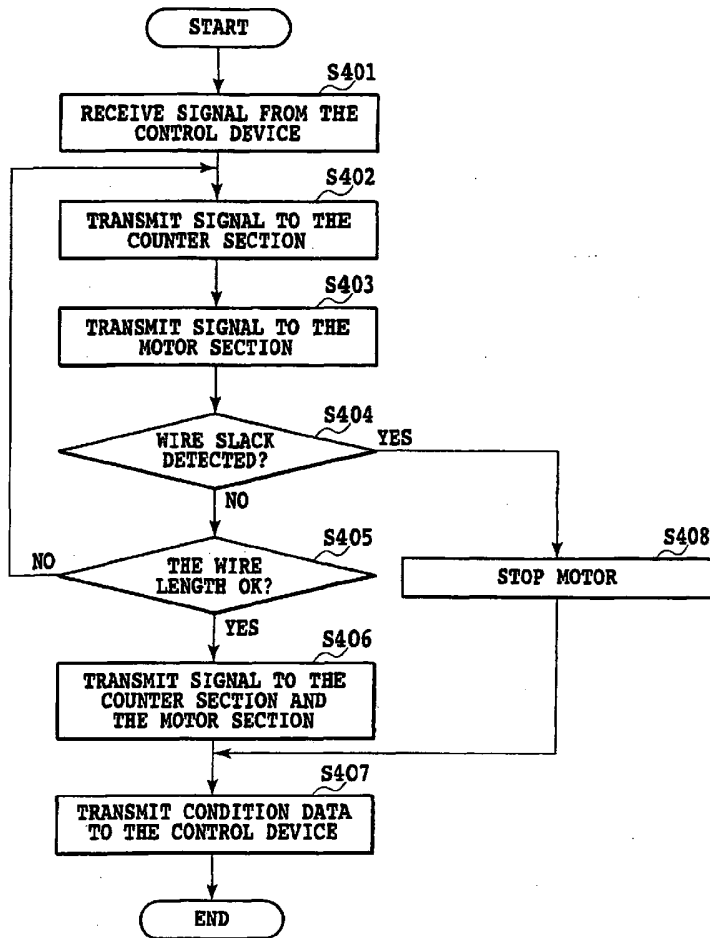 START
S401
RECEIVE SIGNAL FROM THE
CONTROL DEVICE
S402
TRANSMIT SIGNAL TO THE
COUNTER SECTION
S403
TRANSMIT SIGNAL TO THE
MOTOR SECTION
S404
WIRE SLACK
DETECTED?
YES
NO
S405
THE WIRE
LENGTH OK?
NO
YES
S408
STOP MOTOR
S406
TRANSMIT SIGNAL TO THE
COUNTER SECTION AND
THE MOTOR SECTION
S407
TRANSMIT CONDITION DATA
TO THE CONTROL DEVICE
END